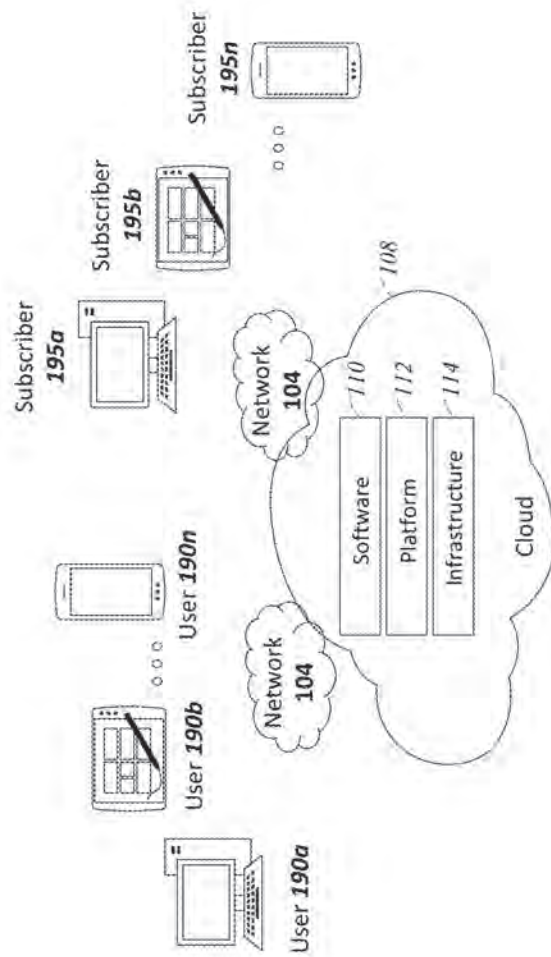 Subscriber
195a
Subscriber
195b
Subscriber
195n
User 190a
User 190b
User 190n
Network
104
Network
104
108
Software
110
Platform
112
Infrastructure
114
Cloud